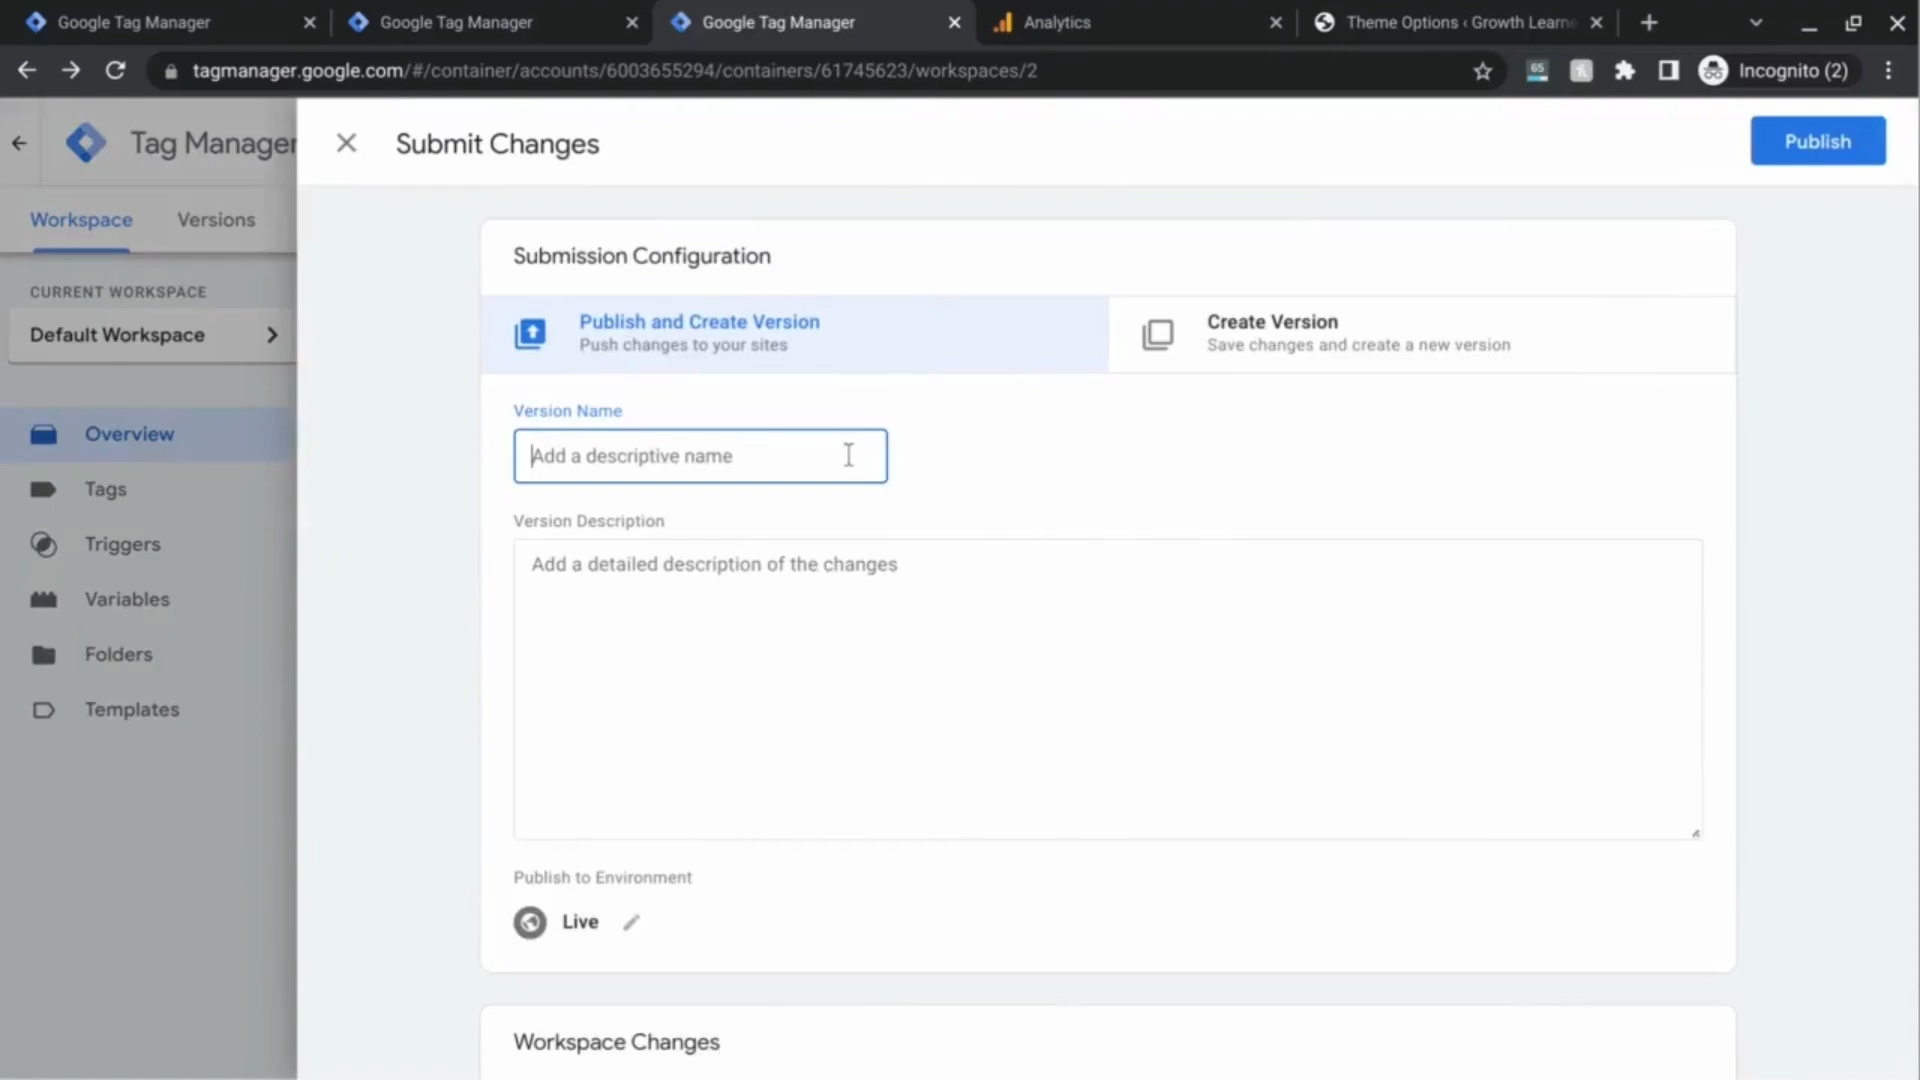 Google Tag Manager
Google Tag Manager
Google Tag Manager
Analytics
Theme Options ‹ Growth Learne
tagmanager.google.com/#/container/accounts/6003655294/containers/61745623/workspaces/2
65
Incognito (2)
Tag Manager
Submit Changes
Publish
Workspace
Versions
CURRENT WORKSPACE
Default Workspace
Overview
Tags
Triggers
Variables
Folders
Templates
Submission Configuration
Publish and Create Version
Push changes to your sites
Create Version
Save changes and create a new version
Version Name
Add a descriptive name
Version Description
Add a detailed description of the changes
Publish to Environment
Live
Workspace Changes